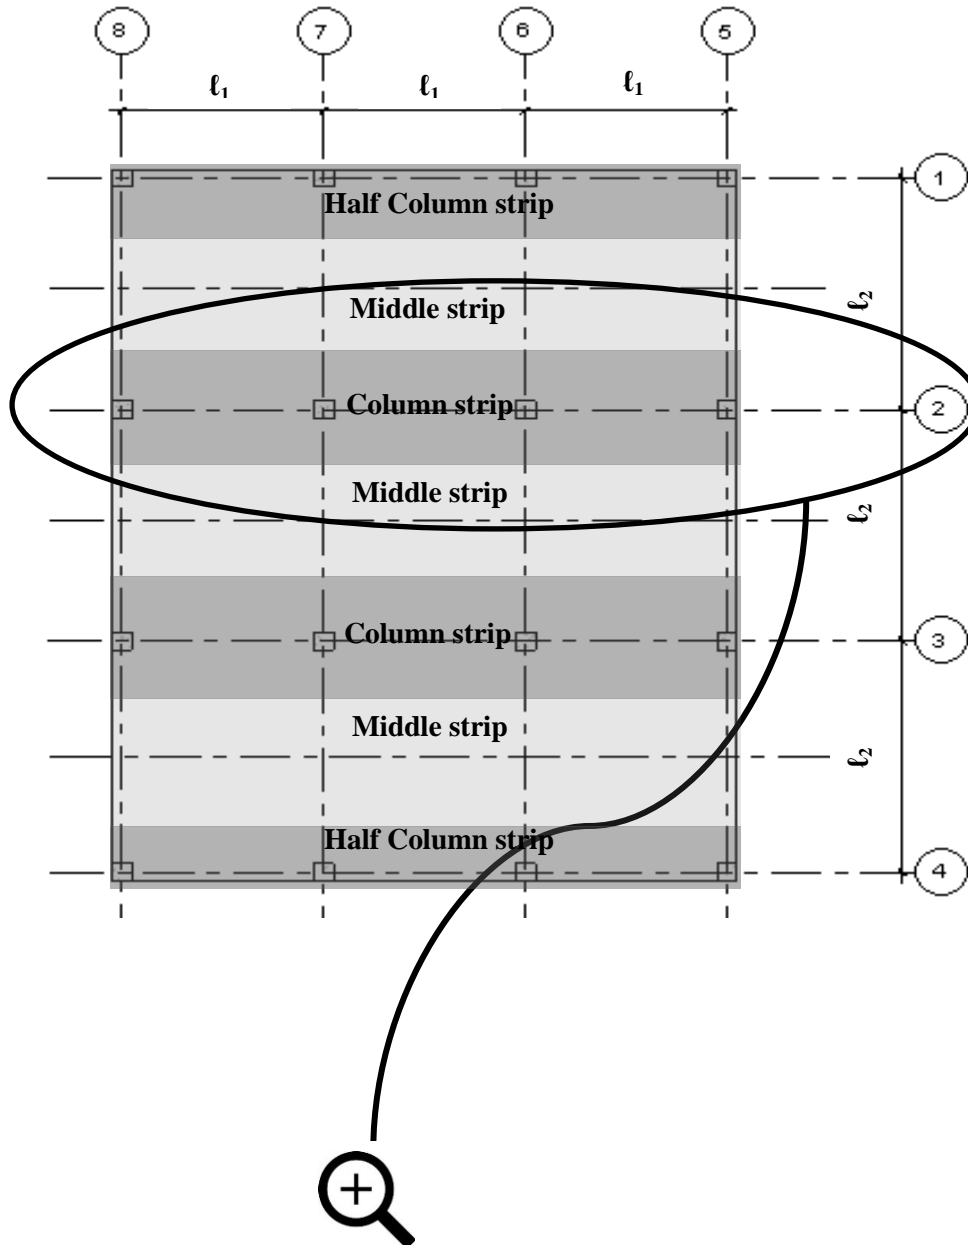 8 7 6 5
ℓ₁ ℓ₁ ℓ₁
1
Half Column strip
ℓ₂
Middle strip
Column strip
2
Middle strip
ℓ₂
Column strip
3
Middle strip
ℓ₂
Half Column strip
4